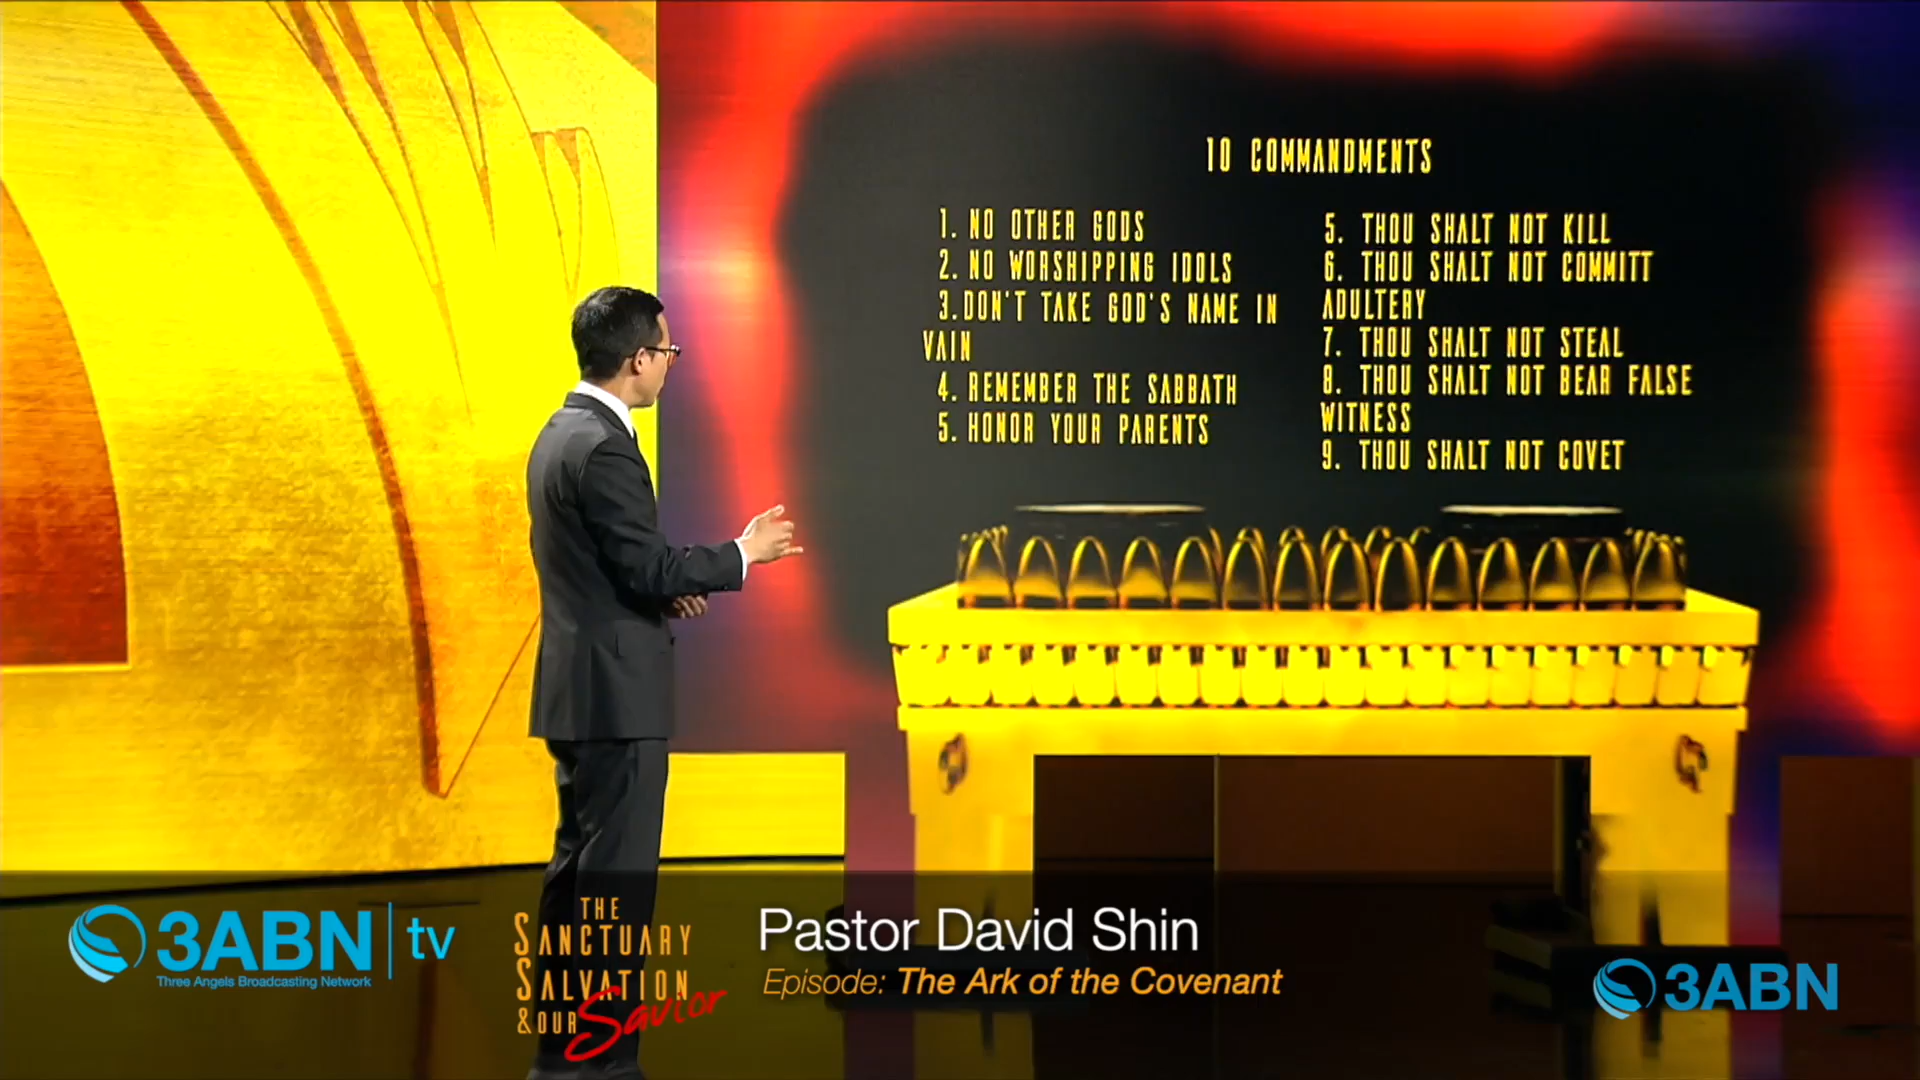 10 COMMANDMENTS
1. NO OTHER GODS
2. NO WORSHIPPING IDOLS
3.DON'T TAKE GOD'S NAME IN
VAIN
4. REMEMBER THE SABBATH
5. HONOR YOUR PARENTS
5. THOU SHALT NOT KILL
6. THOU SHALT NOT COMMITT
ADULTERY
7. THOU SHALT NOT STEAL
8. THOU SHALT NOT BEAR FALSE
WITNESS
9. THOU SHALT NOT COVET
3ABN tv
Three Angels Broadcasting Network
THE
SANCTUARY
SALVATION
& OUR Savior
Pastor David Shin
Episode: The Ark of the Covenant
3ABN